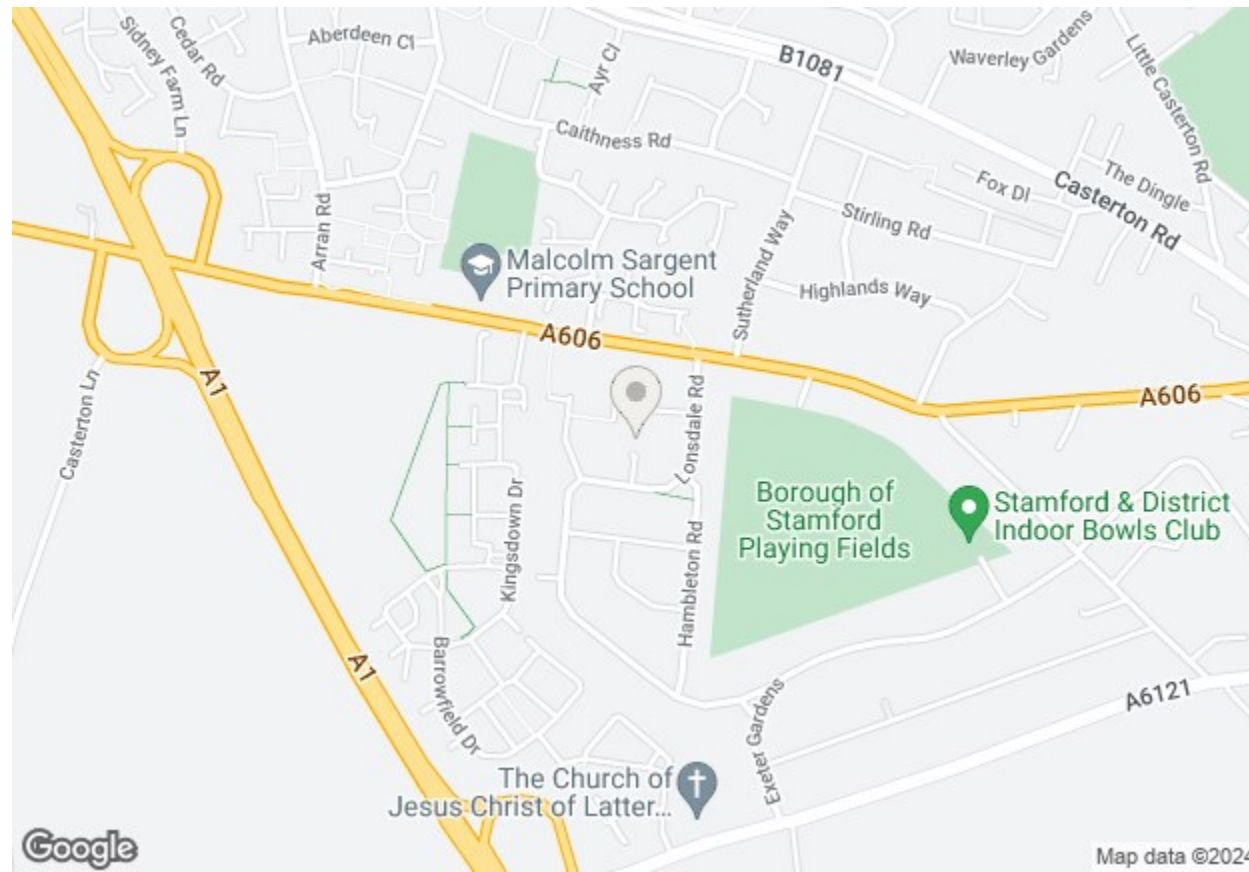 Sidney Farm Ln
Cedar Rd
Aberdeen Cl
Ayr Cl
B1081
Waverley Gardens
Little Casterton Rd
Caithness Rd
Fox Dl
The Dingle
Casterton Rd
Arran Rd
Stirling Rd
Sutherland Way
Malcolm Sargent
Primary School
Highlands Way
A606
A606
A1
Casterton Ln
Lonsdale Rd
Kingsdown Dr
Borough of
Stamford
Playing Fields
Stamford & District
Indoor Bowls Club
Hambleton Rd
Barrowfield Dr
A1
A6121
Exeter Gardens
The Church of
Jesus Christ of Latter...
Google
Map data ©2024